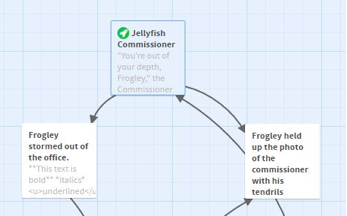 Jellyfish
Commissioner
"You're out of
your depth,
Frogley," the
Commissioner
Frogley
stormed out of
the office.
**This text is
bold** *italics*
<u>underlined</u
Frogley held
up the photo
of the
commissioner
with his
tendrils